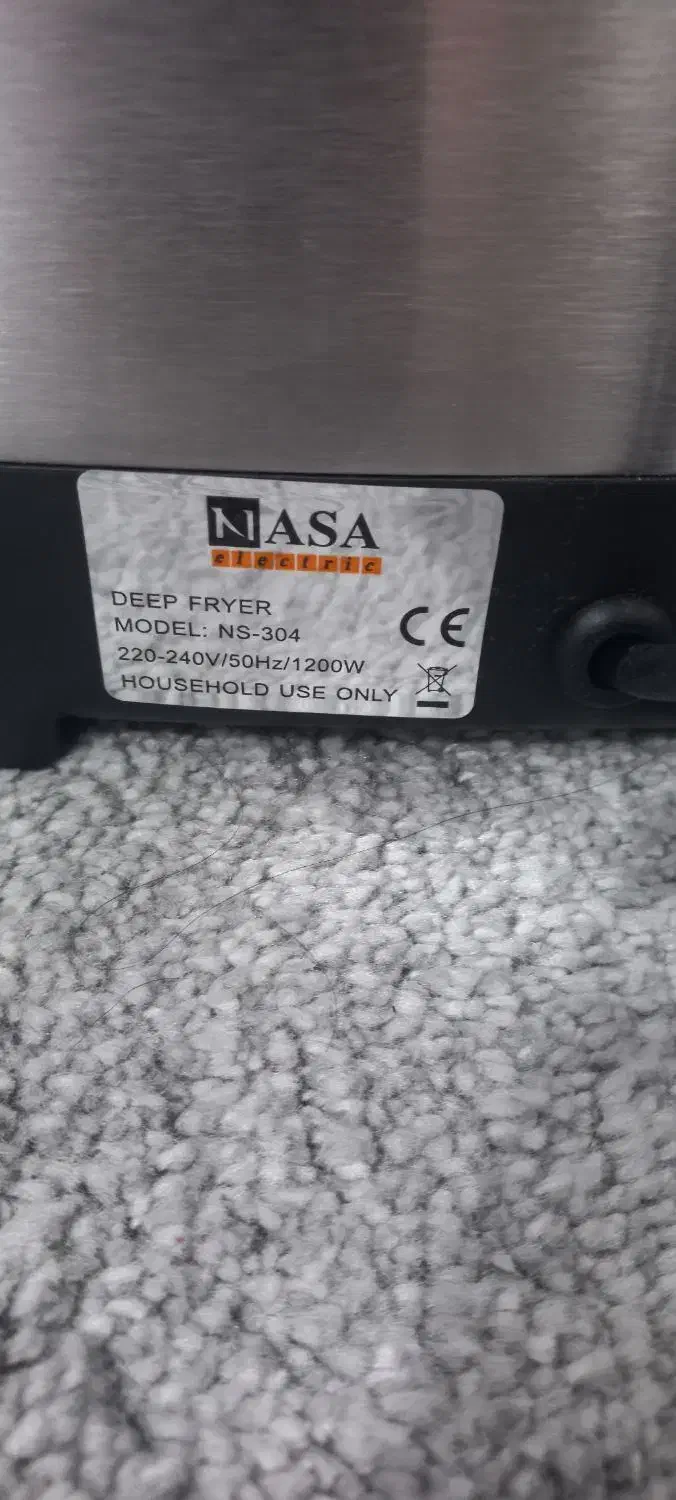 NASA
electric
DEEP FRYER
MODEL: NS-304
220-240V/50Hz/1200W
HOUSEHOLD USE ONLY
CE